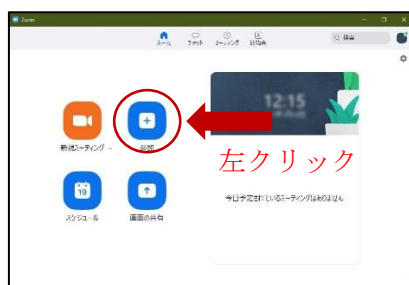 Zoom
ホーム チャット ミーティング 連絡先
検索
12:15
新規ミーティング 参加
左クリック
19
スケジュール 画面の共有
今日予定されているミーティングはありません